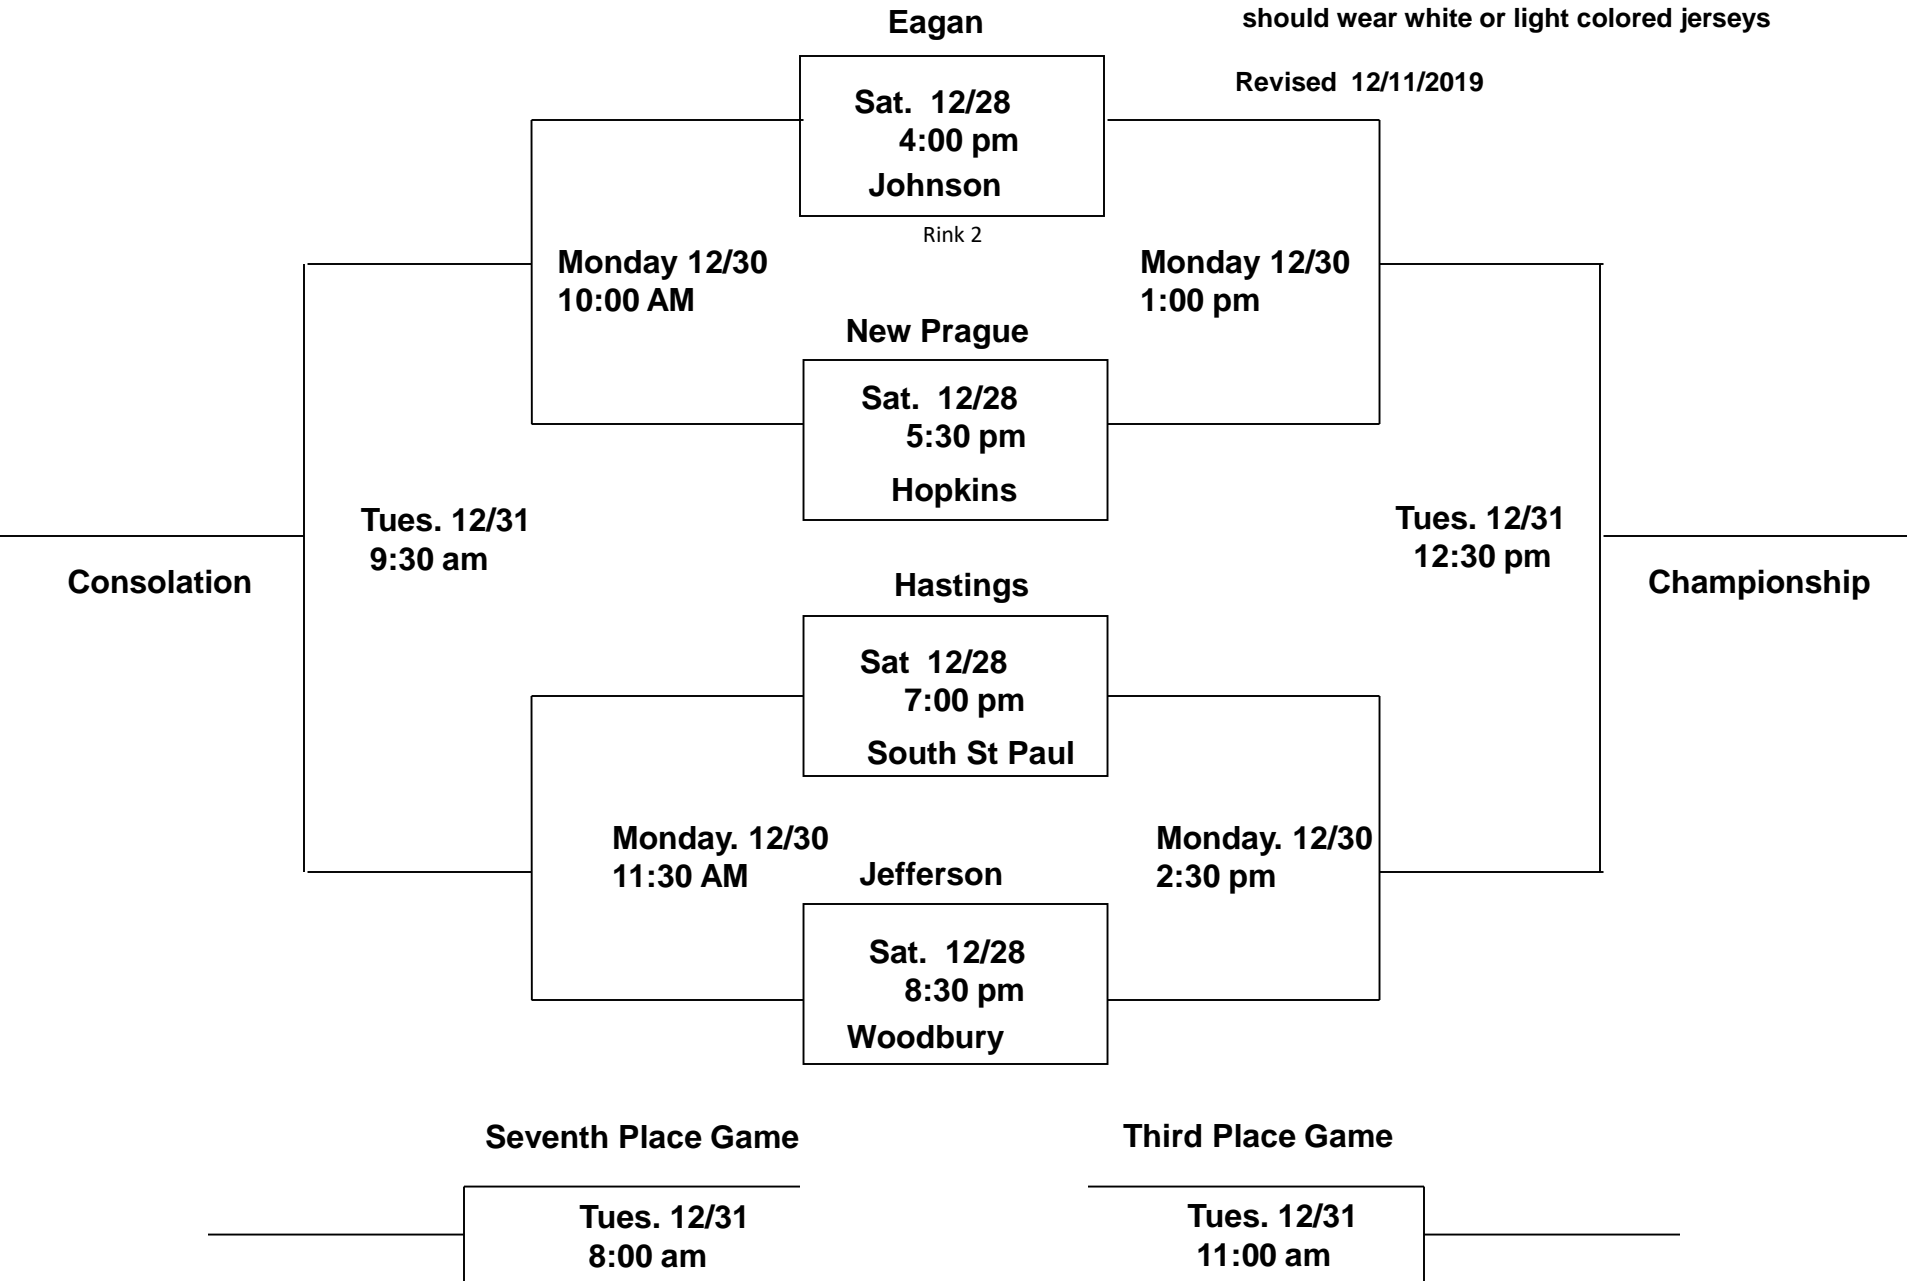 Eagan
should wear white or light colored jerseys
Revised 12/11/2019
Sat. 12/28
4:00 pm
Johnson
Rink 2
Monday 12/30
10:00 AM
Monday 12/30
1:00 pm
New Prague
Sat. 12/28
5:30 pm
Hopkins
Tues. 12/31
9:30 am
Tues. 12/31
12:30 pm
Consolation
Championship
Hastings
Sat 12/28
7:00 pm
South St Paul
Monday. 12/30
11:30 AM
Monday. 12/30
2:30 pm
Jefferson
Sat. 12/28
8:30 pm
Woodbury
Seventh Place Game
Third Place Game
Tues. 12/31
8:00 am
Tues. 12/31
11:00 am